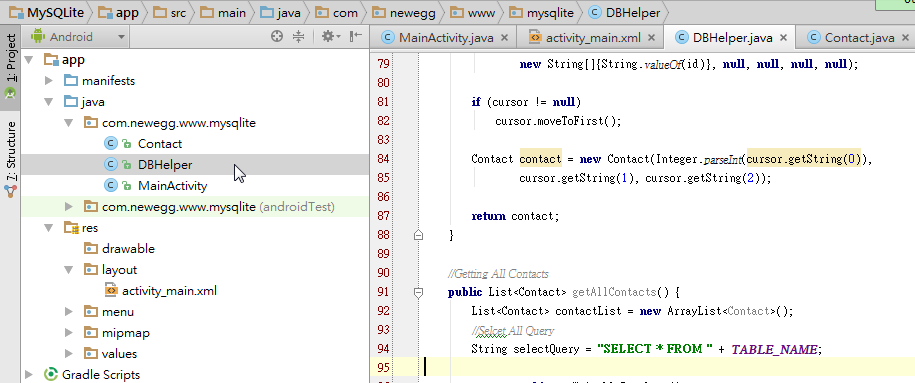 MySQLite app src main java com newegg www mysqlite DBHelper
Android
MainActivity.java activity_main.xml DBHelper.java Contact.java
1: Project
7: Structure
app
manifests
java
com.newegg.www.mysqlite
Contact
DBHelper
MainActivity
com.newegg.www.mysqlite (androidTest)
res
drawable
layout
activity_main.xml
menu
mipmap
values
Gradle Scripts
79 new String[]{String.valueOf(id)}, null, null, null, null);
80
81 if (cursor != null)
82 cursor.moveToFirst();
83
84 Contact contact = new Contact(Integer.parseInt(cursor.getString(0)),
85 cursor.getString(1), cursor.getString(2));
86
87 return contact;
88 }
89
90 //Getting All Contacts
91 public List<Contact> getAllContacts() {
92 List<Contact> contactList = new ArrayList<Contact>();
93 //Selcet All Query
94 String selectQuery = "SELECT * FROM " + TABLE_NAME;
95